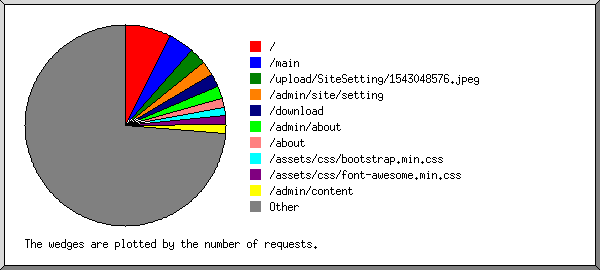 /
/main
/upload/SiteSetting/1543048576.jpeg
/admin/site/setting
/download
/admin/about
/about
/assets/css/bootstrap.min.css
/assets/css/font-awesome.min.css
/admin/content
Other
The wedges are plotted by the number of requests.